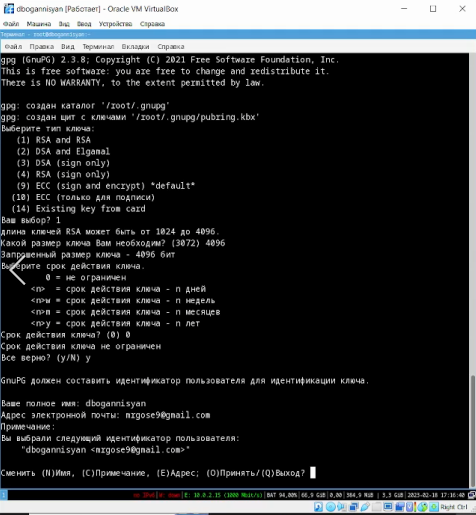 dbogannisyan [Работает] - Oracle VM VirtualBox
Файл Машина Вид Ввод Устройства Справка
Терминал - root@dbogannisyan:~
Файл Правка Вид Терминал Вкладки Справка
gpg (GnuPG) 2.3.8; Copyright (C) 2021 Free Software Foundation, Inc.
This is free software: you are free to change and redistribute it.
There is NO WARRANTY, to the extent permitted by law.
gpg: создан каталог '/root/.gnupg'
gpg: создан щит с ключами '/root/.gnupg/pubring.kbx'
Выберите тип ключа:
(1) RSA and RSA
(2) DSA and Elgamal
(3) DSA (sign only)
(4) RSA (sign only)
(9) ECC (sign and encrypt) *default*
(10) ECC (только для подписи)
(14) Existing key from card
Ваш выбор? 1
длина ключей RSA может быть от 1024 до 4096.
Какой размер ключа Вам необходим? (3072) 4096
Запрошенный размер ключа - 4096 бит
Выберите срок действия ключа.
0 = не ограничен
<n> = срок действия ключа - n дней
<n>w = срок действия ключа - n недель
<n>m = срок действия ключа - n месяцев
<n>y = срок действия ключа - n лет
Срок действия ключа? (0) 0
Срок действия ключа не ограничен
Все верно? (y/N) y
GnuPG должен составить идентификатор пользователя для идентификации ключа.
Ваше полное имя: dbogannisyan
Адрес электронной почты: mrgose9@gmail.com
Примечание:
Вы выбрали следующий идентификатор пользователя:
"dbogannisyan <mrgose9@gmail.com>"
Сменить (N)Имя, (C)Примечание, (E)Адрес; (O)Принять/(Q)Выход?
1
no IPv6 | W: down | E: 10.0.2.15 (1000 Mbit/s) | BAT 94,00% | 66,9 GiB | 0,00 | 364,9 MiB | 3,3 GiB | 2023-02-18 17:16:40
Right Ctrl